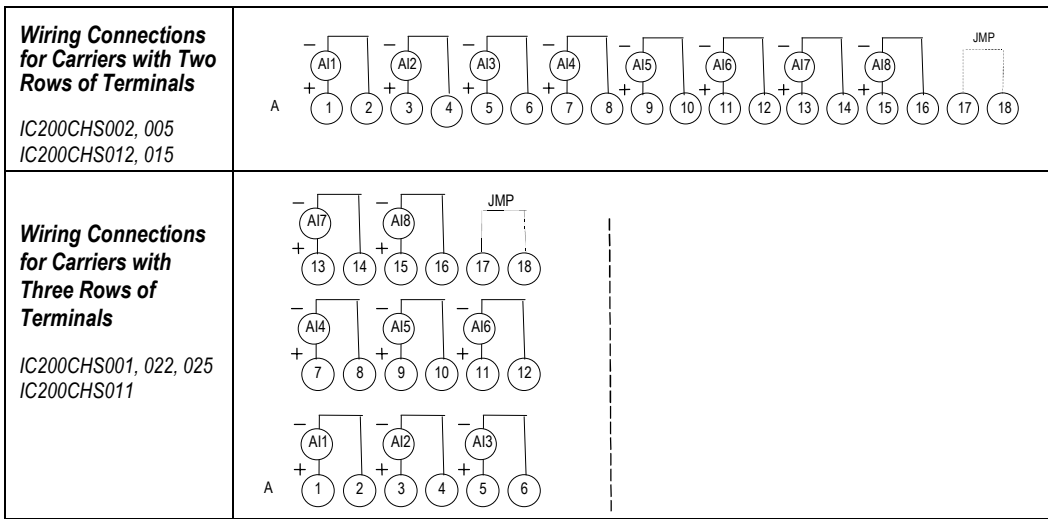 Wiring Connections
for Carriers with Two
Rows of Terminals
IC200CHS002, 005
IC200CHS012, 015
JMP
− − − − − − − −
AI1 AI2 AI3 AI4 AI5 AI6 AI7 AI8
+ + + + + + + +
A 1 2 3 4 5 6 7 8 9 10 11 12 13 14 15 16 17 18
Wiring Connections
for Carriers with
Three Rows of
Terminals
IC200CHS001, 022, 025
IC200CHS011
− − JMP
AI7 AI8
+ +
13 14 15 16 17 18
− − −
AI4 AI5 AI6
+ + +
7 8 9 10 11 12
− − −
AI1 AI2 AI3
+ + +
A 1 2 3 4 5 6